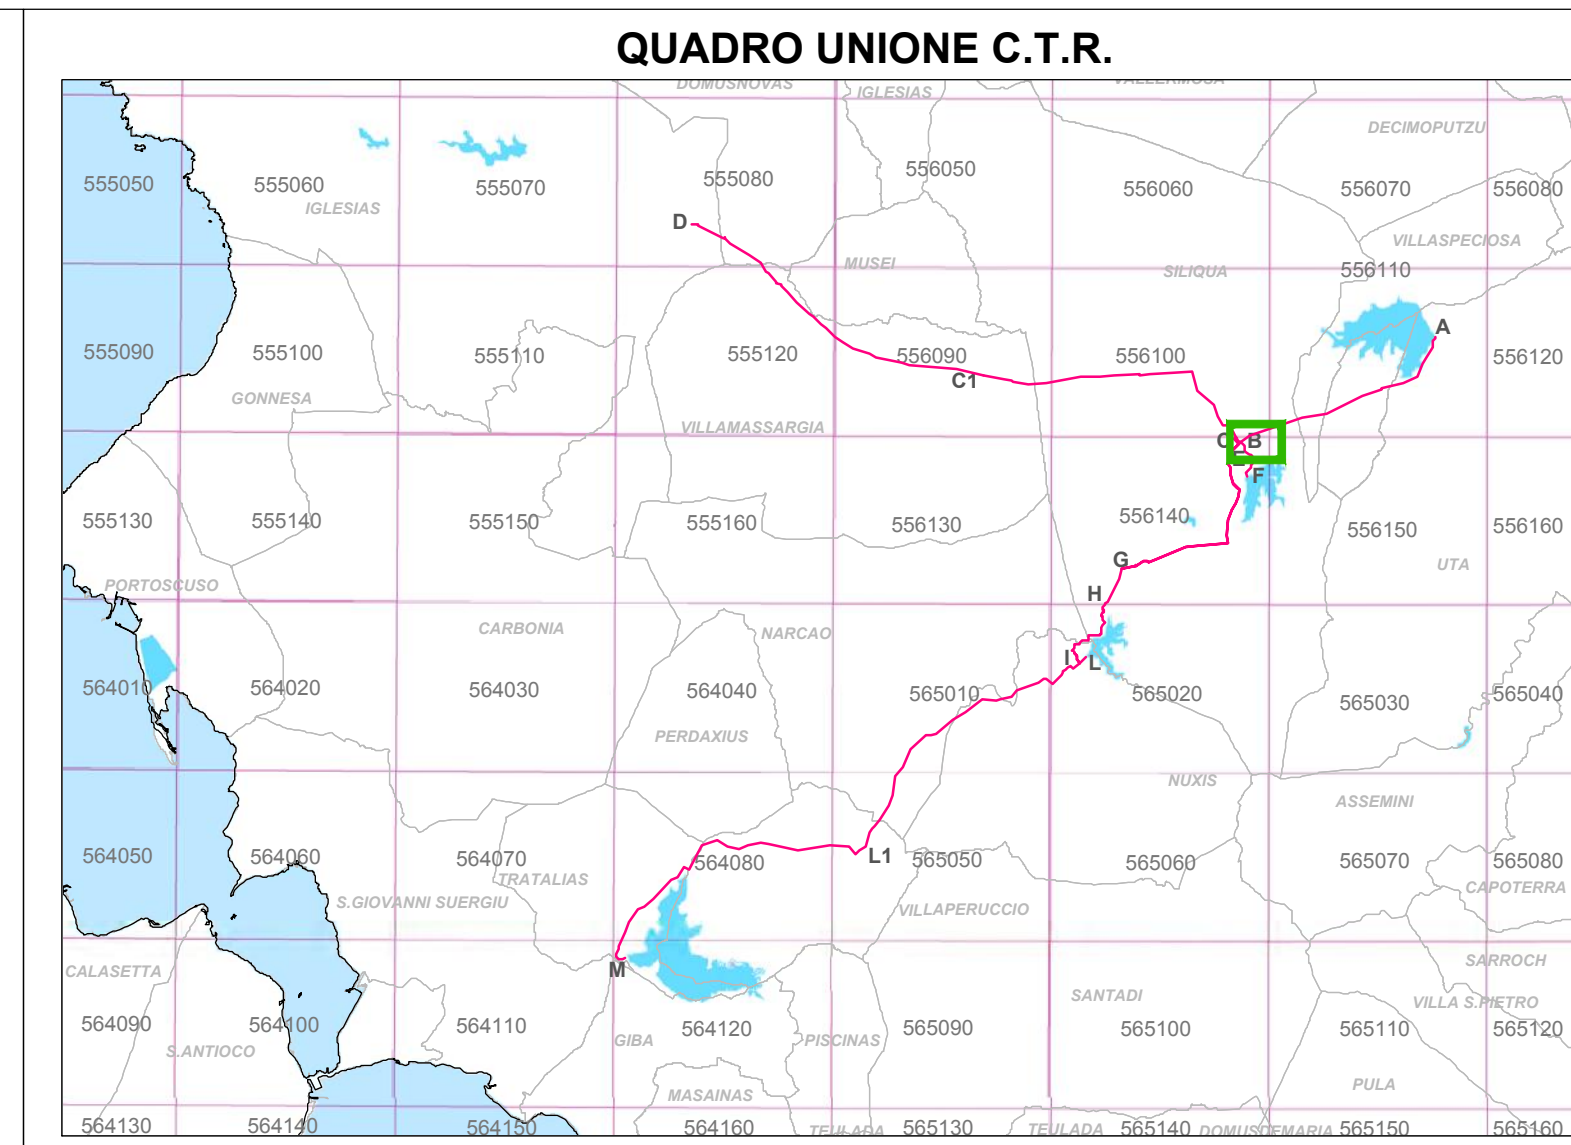 QUADRO UNIONE C.T.R.
DOMUSNOVAS
IGLESIAS
VALLERMOSA
DECIMOPUTZU
555050
555060
555070
555080
556050
556060
556070
556080
IGLESIAS
D
VILLASPECIOSA
MUSEI
SILIQUA
556110
A
555090
555100
555110
555120
556090
556100
556120
C1
GONNESA
VILLAMASSARGIA
C
B
E
F
555130
555140
555150
555160
556130
556140
556150
556160
G
UTA
PORTOSCUSO
H
CARBONIA
NARCAO
I
L
564010
564020
564030
564040
565010
565020
565030
565040
PERDAXIUS
NUXIS
ASSEMINI
564050
564060
564070
564080
L1
565050
565060
565070
565080
TRATALIAS
CAPOTERRA
S.GIOVANNI SUERGIU
VILLAPERUCCIO
CALASETTA
M
SARROCH
SANTADI
VILLA S.PIETRO
564090
564100
564110
564120
565090
565100
565110
565120
S.ANTIOCO
GIBA
PISCINAS
PULA
MASAINAS
564130
564140
564150
564160
TEULADA
565130
TEULADA
565140
DOMUSDEMARIA
565150
565160